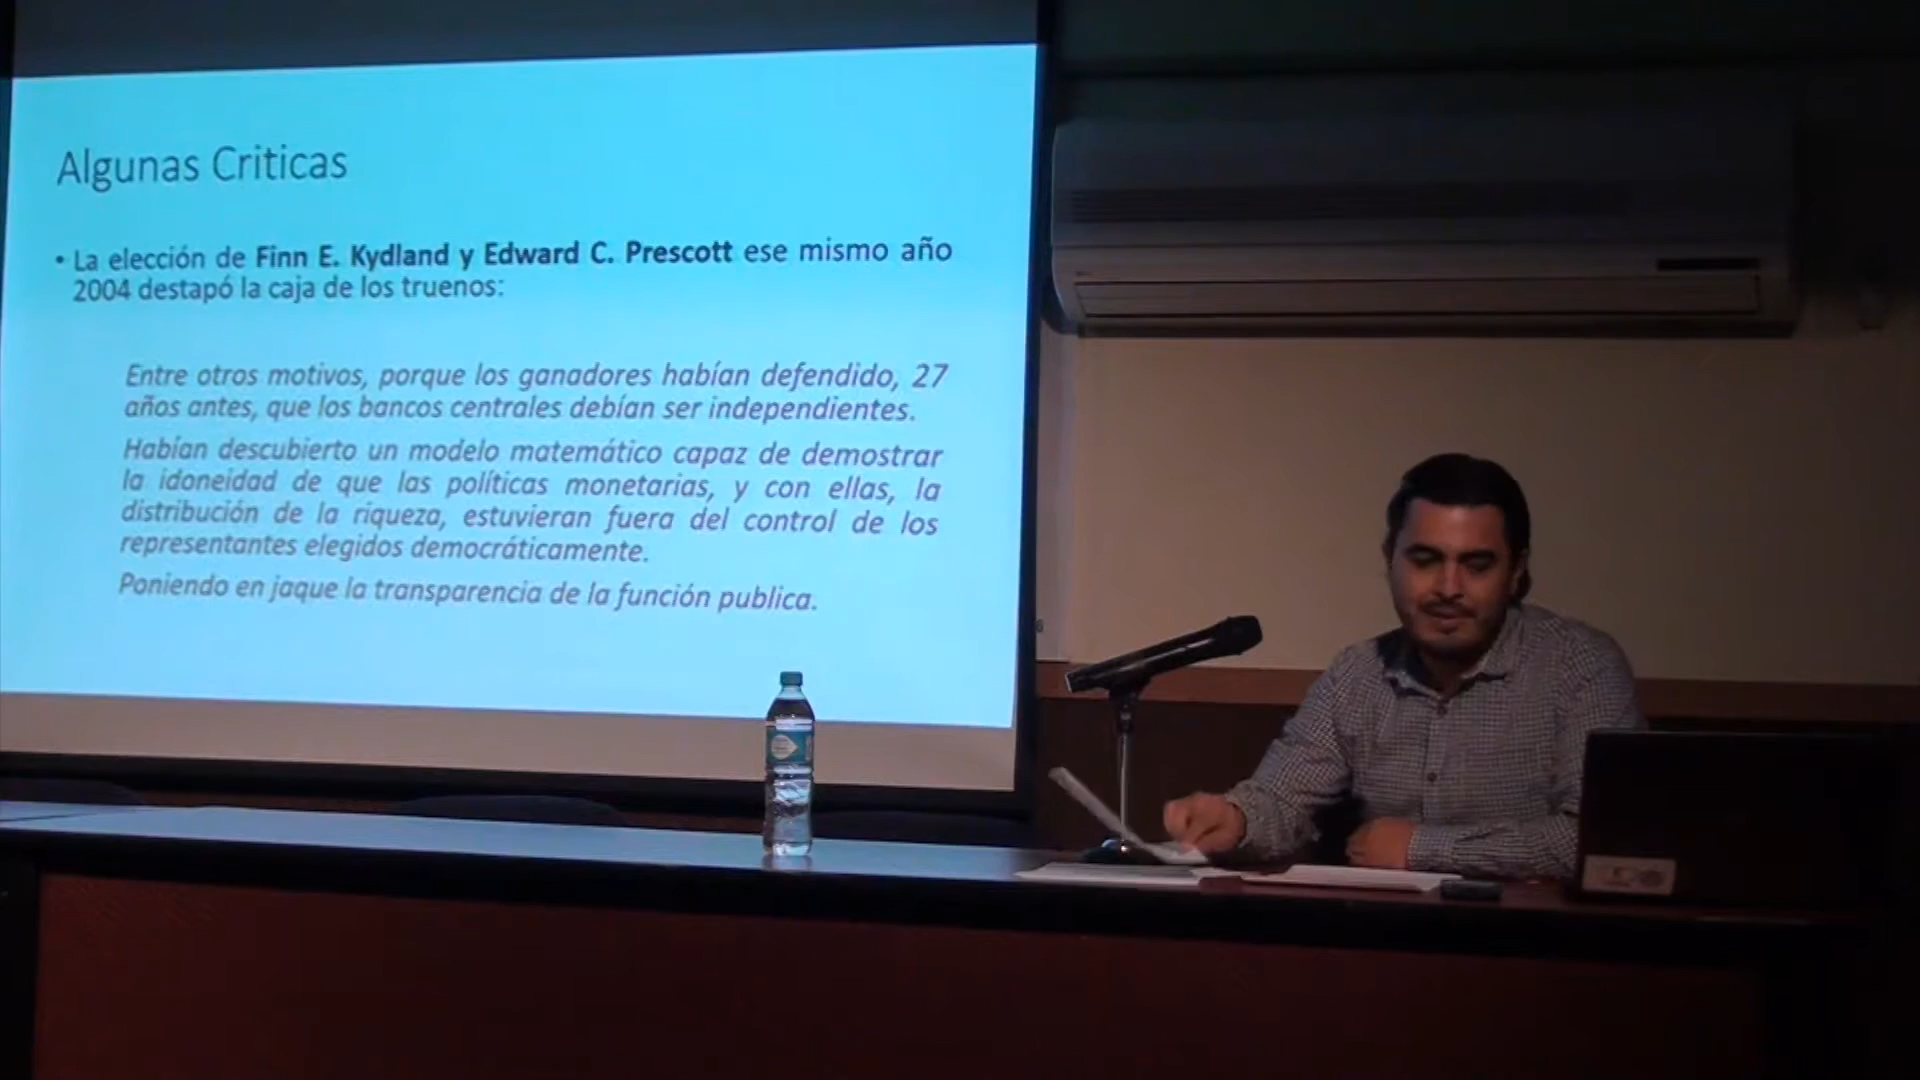 Algunas Criticas
• La elección de Finn E. Kydland y Edward C. Prescott ese mismo año
2004 destapó la caja de los truenos:
Entre otros motivos, porque los ganadores habían defendido, 27
años antes, que los bancos centrales debían ser independientes.
Habían descubierto un modelo matemático capaz de demostrar
la idoneidad de que las políticas monetarias, y con ellas, la
distribución de la riqueza, estuvieran fuera del control de los
representantes elegidos democráticamente.
Poniendo en jaque la transparencia de la función publica.